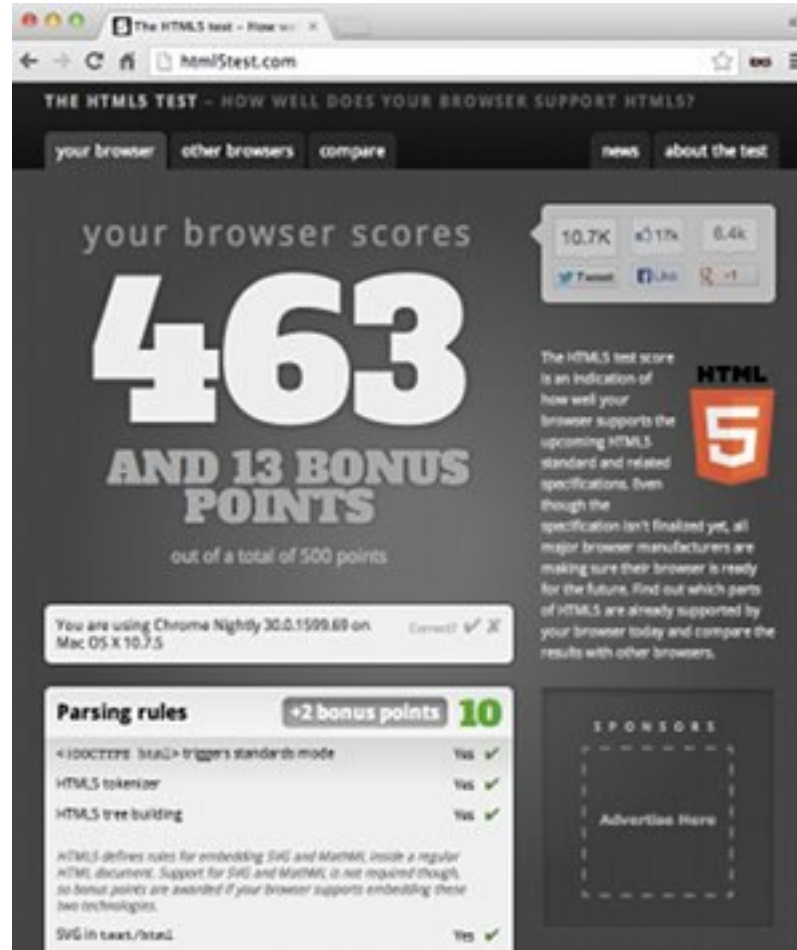 The HTML5 test – How wel
html5test.com
THE HTML5 TEST – HOW WELL DOES YOUR BROWSER SUPPORT HTML5?
your browser other browsers compare news about the test
your browser scores
463
AND 13 BONUS
POINTS
out of a total of 500 points
10.7K 17k 6.4k
Tweet Like +1
The HTML5 test score
is an indication of
how well your
browser supports the
upcoming HTML5
standard and related
specifications. Even
though the
specification isn't finalized yet, all
major browser manufacturers are
making sure their browser is ready
for the future. Find out which parts
of HTML5 are already supported by
your browser today and compare the
results with other browsers.
HTML
5
You are using Chrome Nightly 30.0.1599.69 on
Mac OS X 10.7.5
Correct? ✔ ✘
Parsing rules +2 bonus points 10
<!DOCTYPE html> triggers standards mode Yes ✔
HTML5 tokenizer Yes ✔
HTML5 tree building Yes ✔
HTML5 defines rules for embedding SVG and MathML inside a regular
HTML document. Support for SVG and MathML is not required though,
so bonus points are awarded if your browser supports embedding these
two technologies.
SVG in text/html Yes ✔
SPONSORS
Advertise Here